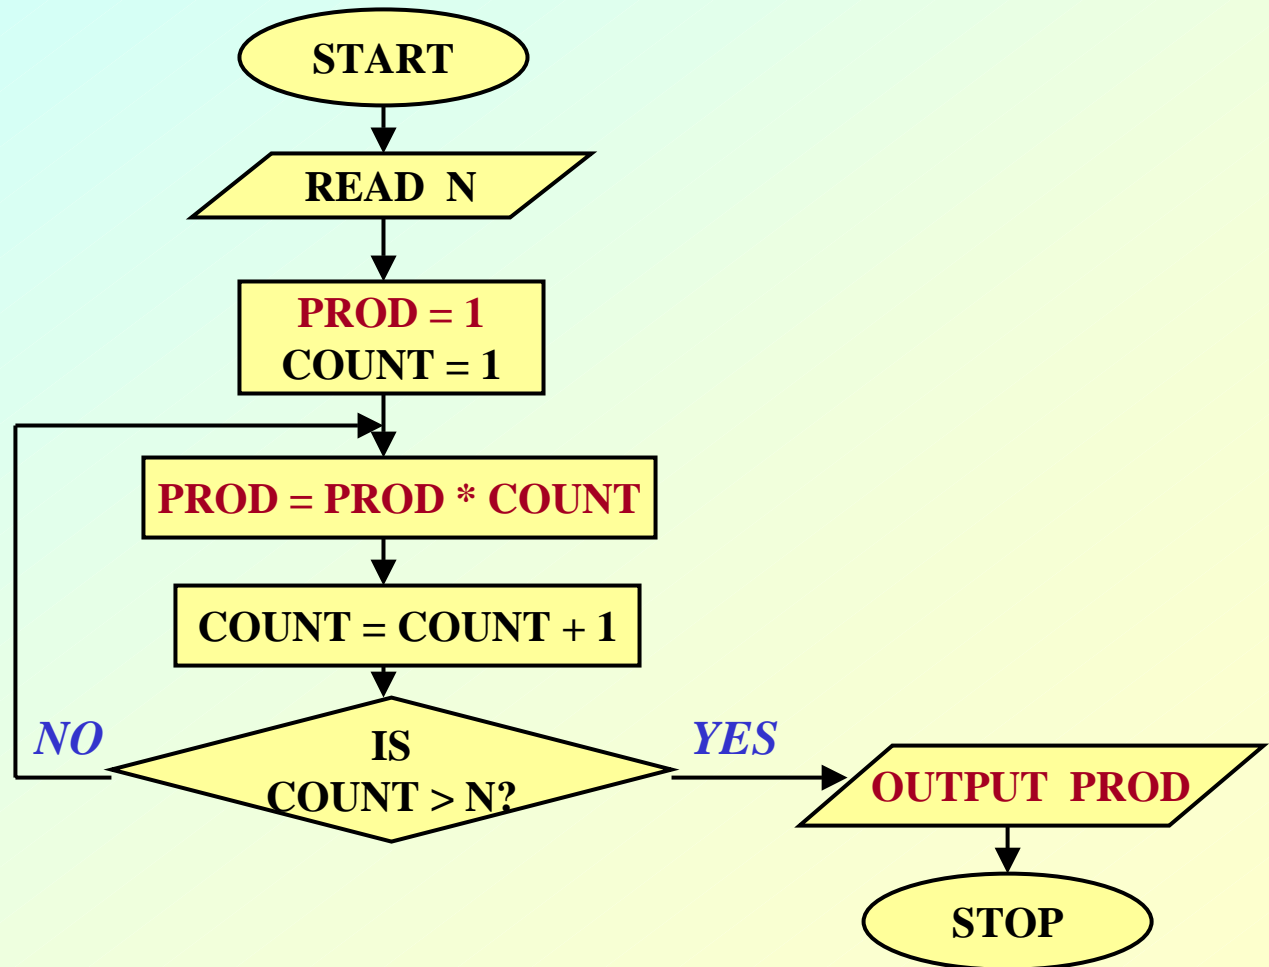 START
READ N
PROD = 1
COUNT = 1
PROD = PROD * COUNT
COUNT = COUNT + 1
NO
IS
COUNT > N?
YES
OUTPUT PROD
STOP